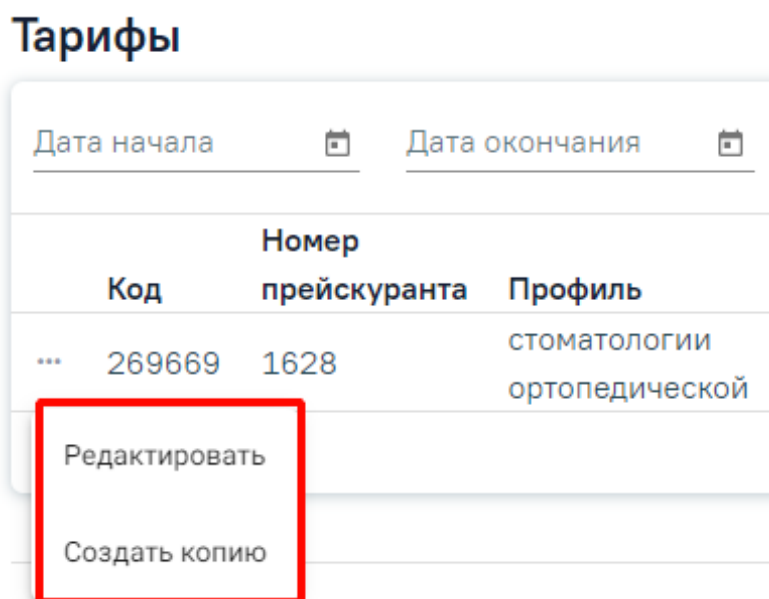 Тарифы
Дата начала Дата окончания
Номер
Код прейскуранта Профиль
стоматологии
... 269669 1628
ортопедической
Редактировать
Создать копию